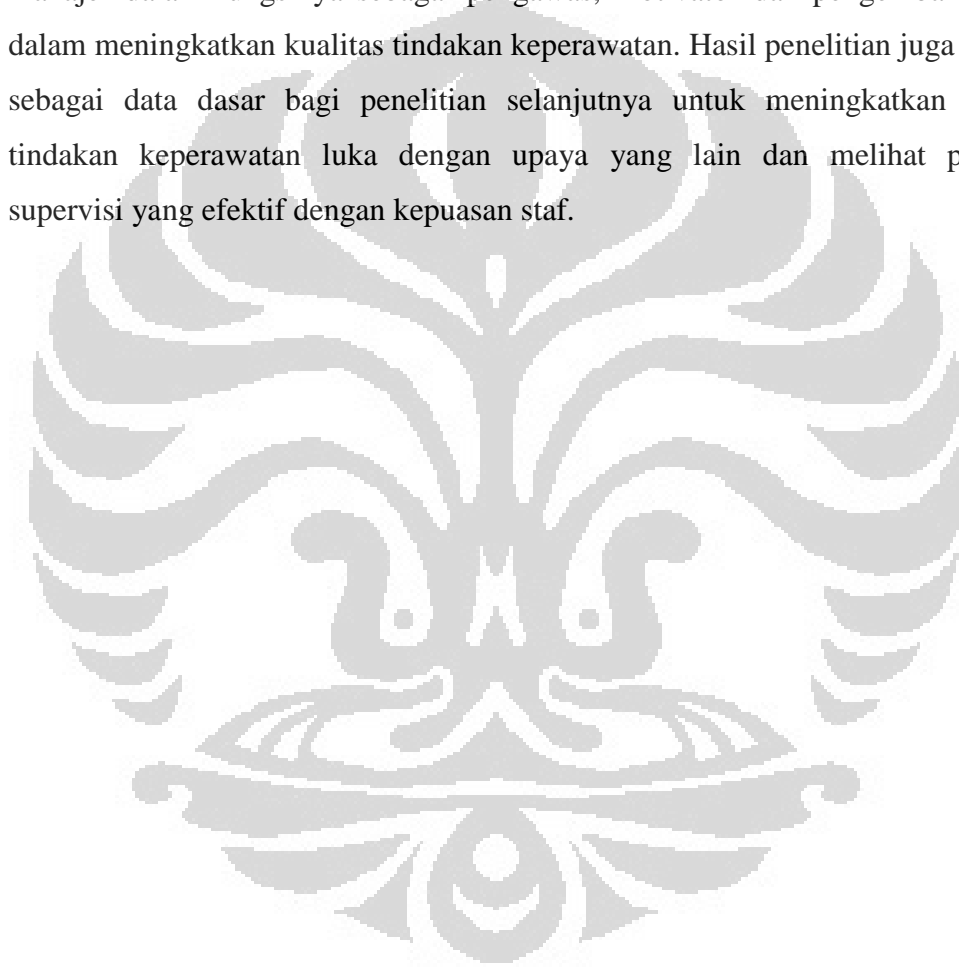 dalam meningkatkan kualitas tindakan keperawatan. Hasil penelitian juga
sebagai data dasar bagi penelitian selanjutnya untuk meningkatkan
tindakan keperawatan luka dengan upaya yang lain dan melihat
supervisi yang efektif dengan kepuasan staf.